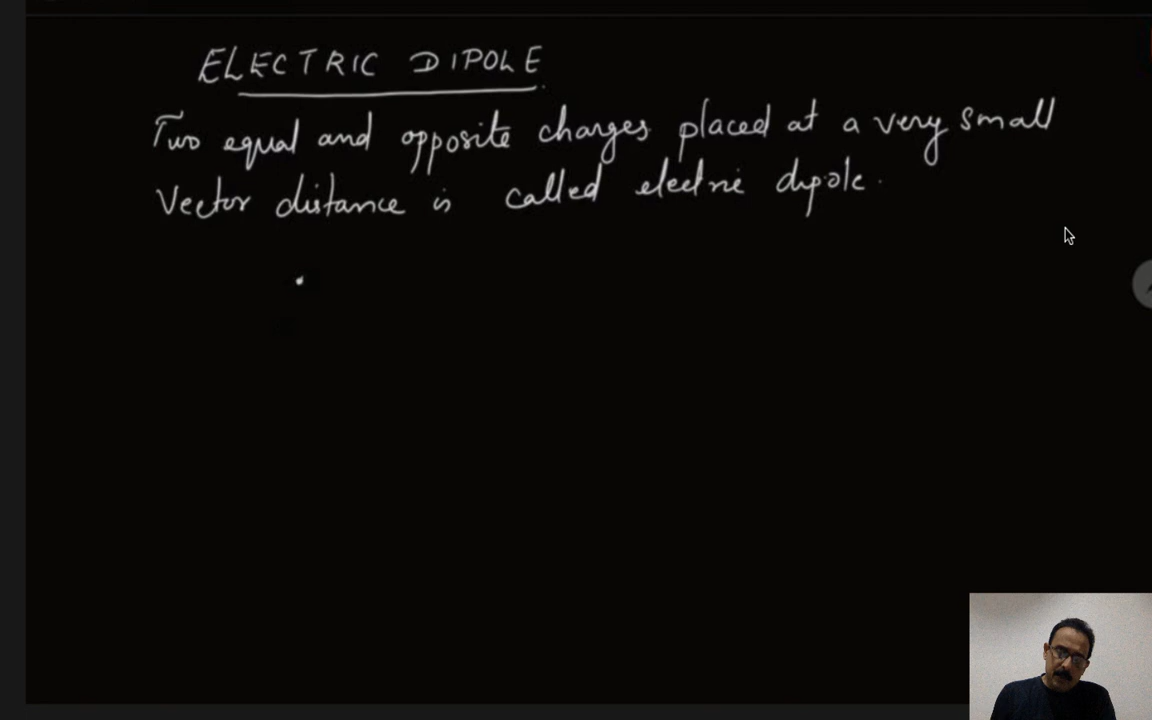 ELECTRIC DIPOLE
Two equal and opposite charges placed at a very small
Vector distance is called electric dipole.